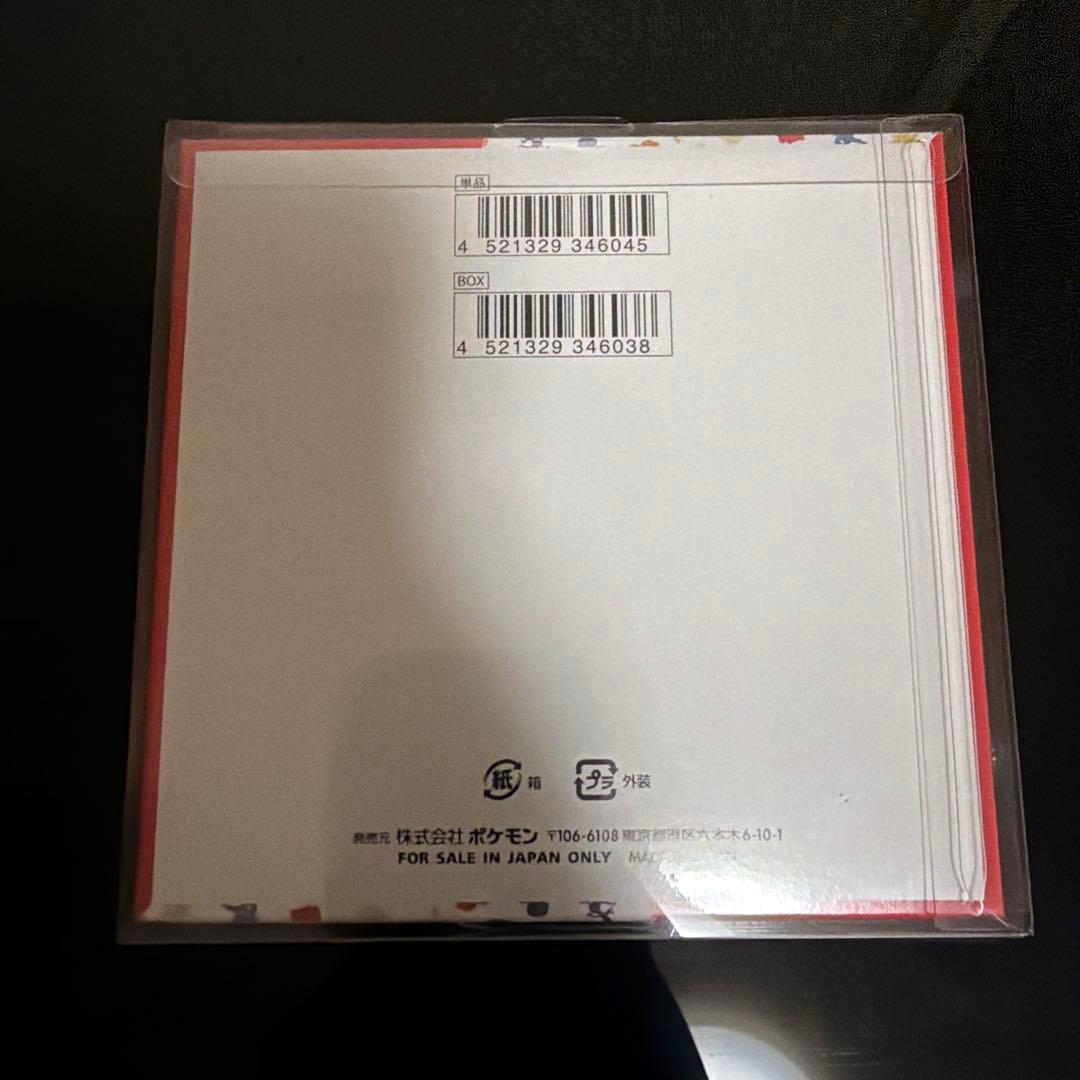 単品
4 521329 346045
BOX
4 521329 346038
紙 箱 プラ 外装
発売元 株式会社 ポケモン 〒106-6108 東京都港区六本木6-10-1
FOR SALE IN JAPAN ONLY